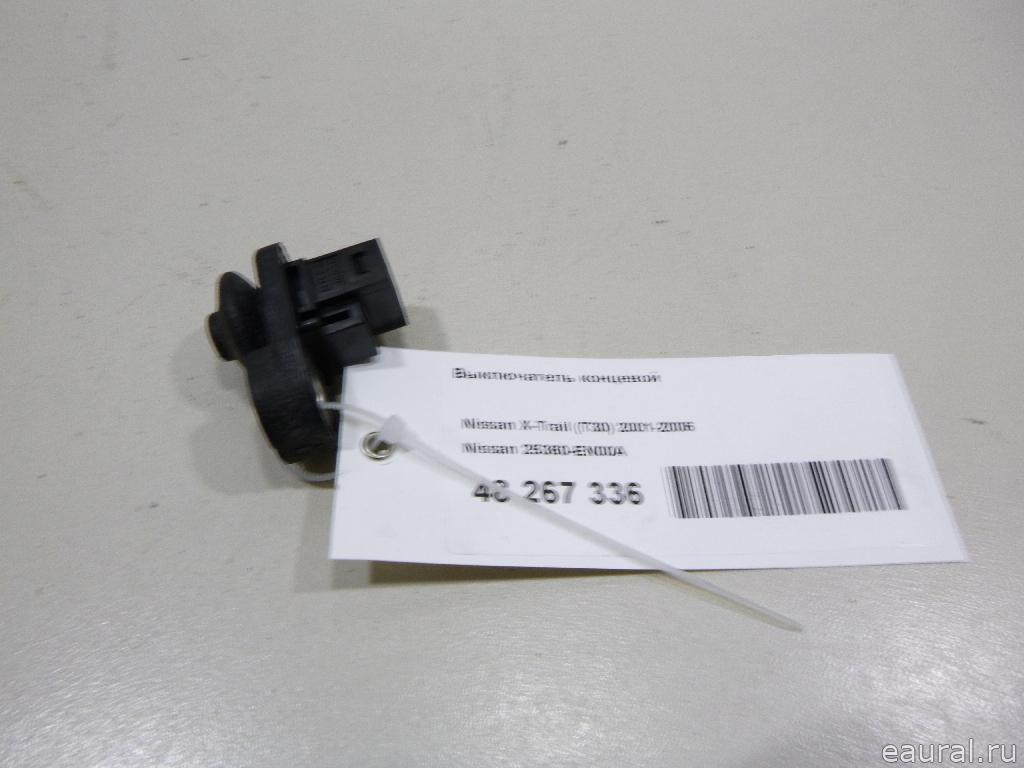 Выключатель концевой
Nissan X-Trail (T30) 2001-2006
Nissan 25360-EN00A
48 267 336
eaural.ru